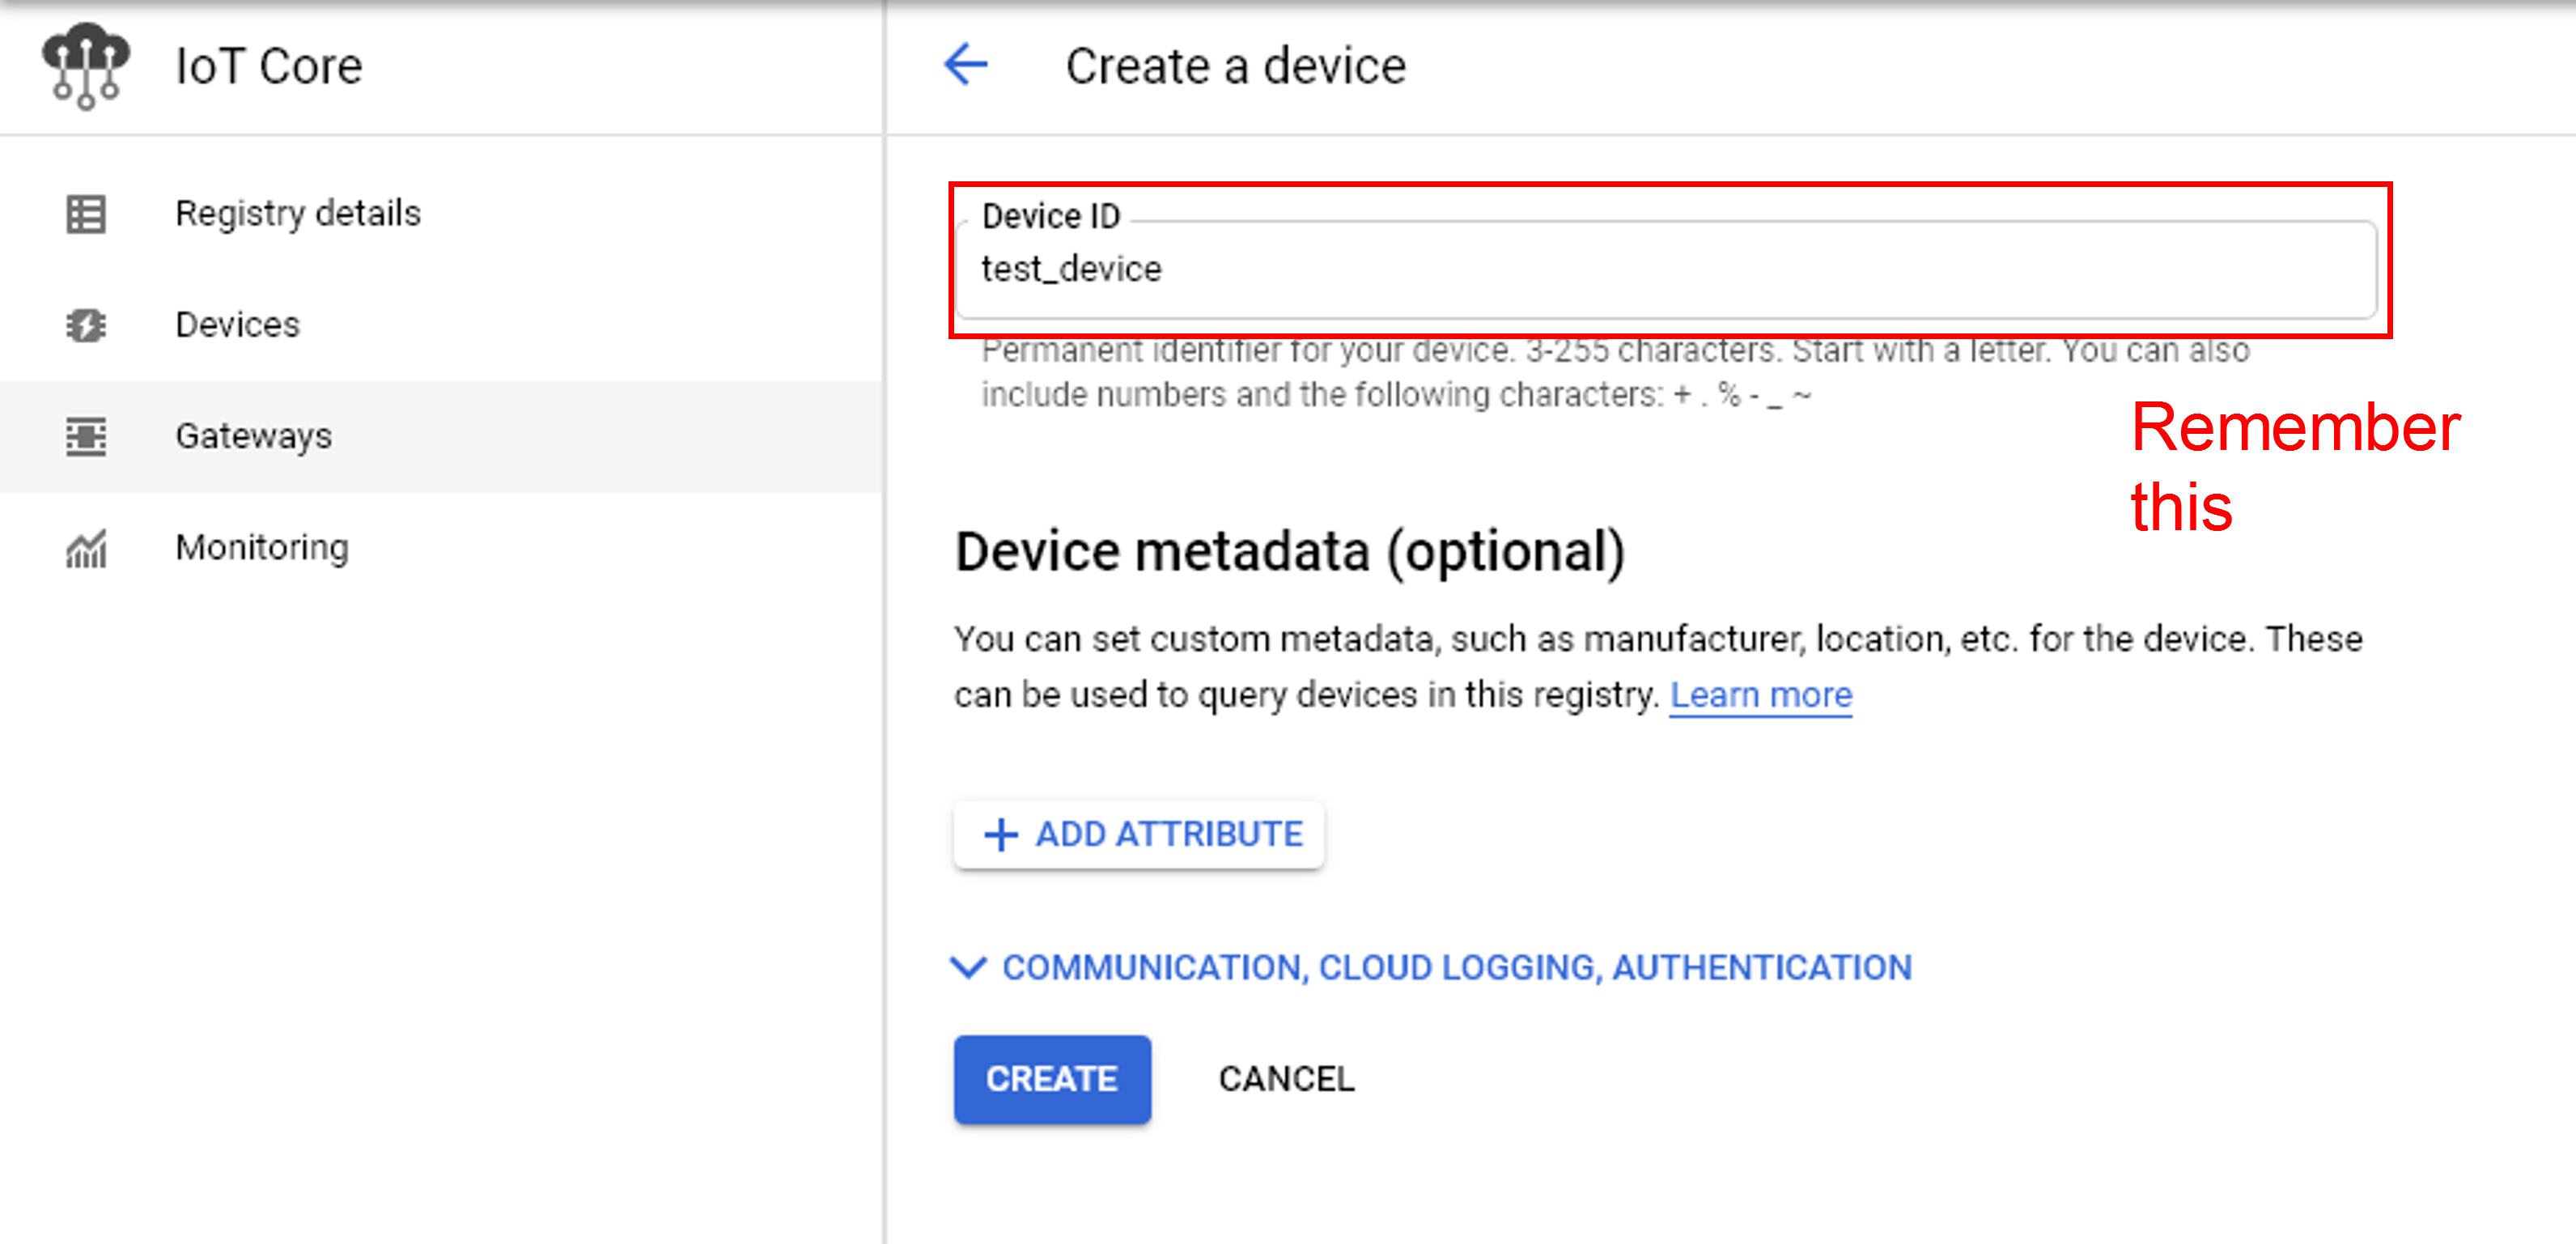 IoT Core
Registry details
Devices
Gateways
Monitoring
Create a device
Device ID
test_device
Permanent identifier for your device. 3-255 characters. Start with a letter. You can also
include numbers and the following characters: + . % - _ ~
Remember
this
Device metadata (optional)
You can set custom metadata, such as manufacturer, location, etc. for the device. These
can be used to query devices in this registry. Learn more
+ ADD ATTRIBUTE
COMMUNICATION, CLOUD LOGGING, AUTHENTICATION
CREATE CANCEL